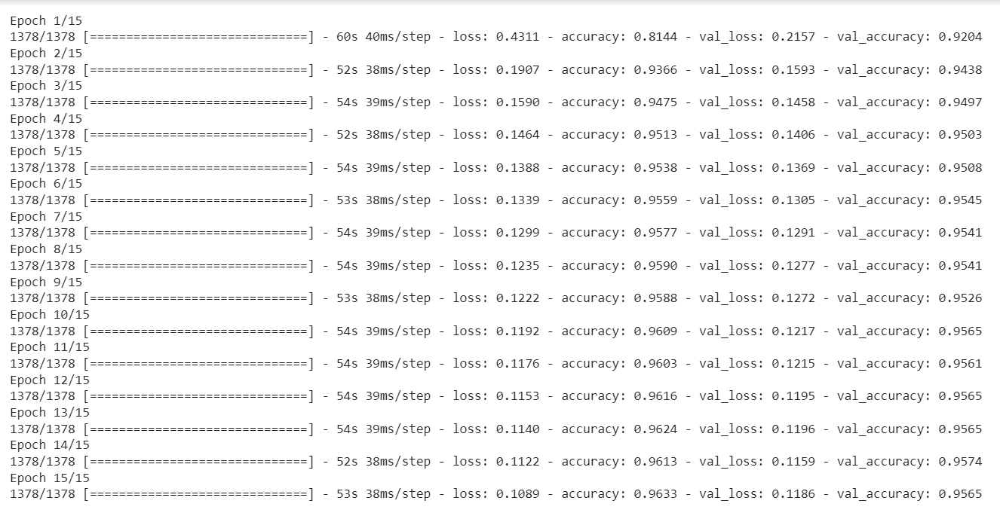 Epoch 1/15
1378/1378 [==============================] - 60s 40ms/step - loss: 0.4311 - accuracy: 0.8144 - val_loss: 0.2157 - val_accuracy: 0.9204
Epoch 2/15
1378/1378 [==============================] - 52s 38ms/step - loss: 0.1907 - accuracy: 0.9366 - val_loss: 0.1593 - val_accuracy: 0.9438
Epoch 3/15
1378/1378 [==============================] - 54s 39ms/step - loss: 0.1590 - accuracy: 0.9475 - val_loss: 0.1458 - val_accuracy: 0.9497
Epoch 4/15
1378/1378 [==============================] - 52s 38ms/step - loss: 0.1464 - accuracy: 0.9513 - val_loss: 0.1406 - val_accuracy: 0.9503
Epoch 5/15
1378/1378 [==============================] - 54s 39ms/step - loss: 0.1388 - accuracy: 0.9538 - val_loss: 0.1369 - val_accuracy: 0.9508
Epoch 6/15
1378/1378 [==============================] - 53s 38ms/step - loss: 0.1339 - accuracy: 0.9559 - val_loss: 0.1305 - val_accuracy: 0.9545
Epoch 7/15
1378/1378 [==============================] - 54s 39ms/step - loss: 0.1299 - accuracy: 0.9577 - val_loss: 0.1291 - val_accuracy: 0.9541
Epoch 8/15
1378/1378 [==============================] - 54s 39ms/step - loss: 0.1235 - accuracy: 0.9590 - val_loss: 0.1277 - val_accuracy: 0.9541
Epoch 9/15
1378/1378 [==============================] - 53s 38ms/step - loss: 0.1222 - accuracy: 0.9588 - val_loss: 0.1272 - val_accuracy: 0.9526
Epoch 10/15
1378/1378 [==============================] - 54s 39ms/step - loss: 0.1192 - accuracy: 0.9609 - val_loss: 0.1217 - val_accuracy: 0.9565
Epoch 11/15
1378/1378 [==============================] - 54s 39ms/step - loss: 0.1176 - accuracy: 0.9603 - val_loss: 0.1215 - val_accuracy: 0.9561
Epoch 12/15
1378/1378 [==============================] - 54s 39ms/step - loss: 0.1153 - accuracy: 0.9616 - val_loss: 0.1195 - val_accuracy: 0.9565
Epoch 13/15
1378/1378 [==============================] - 54s 39ms/step - loss: 0.1140 - accuracy: 0.9624 - val_loss: 0.1196 - val_accuracy: 0.9565
Epoch 14/15
1378/1378 [==============================] - 52s 38ms/step - loss: 0.1122 - accuracy: 0.9613 - val_loss: 0.1159 - val_accuracy: 0.9574
Epoch 15/15
1378/1378 [==============================] - 53s 38ms/step - loss: 0.1089 - accuracy: 0.9633 - val_loss: 0.1186 - val_accuracy: 0.9565